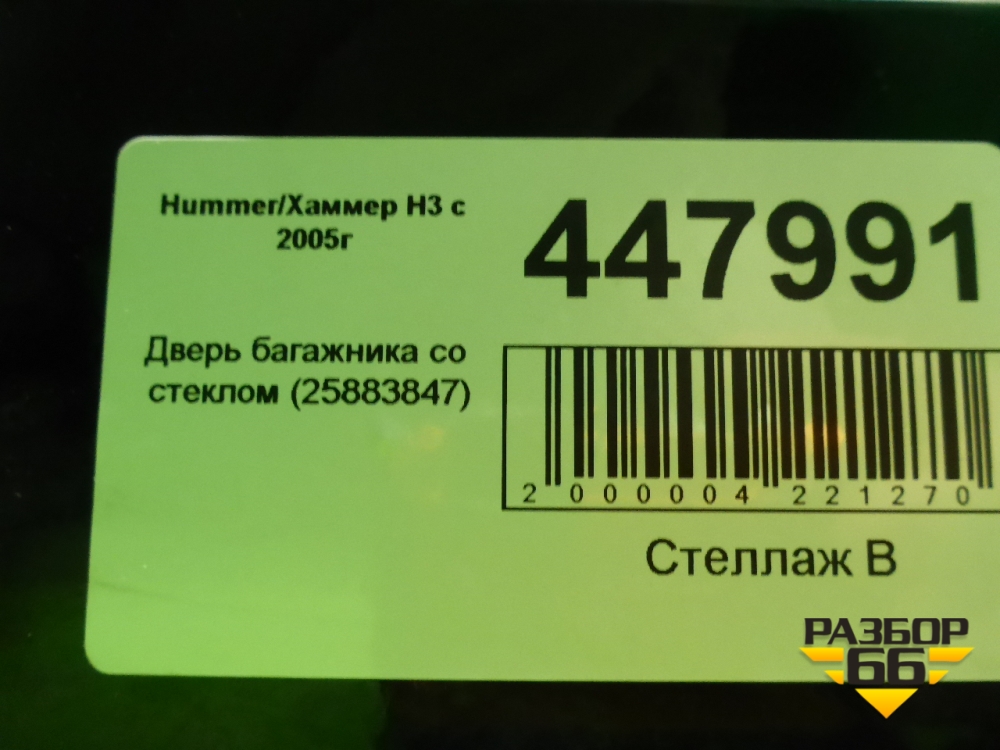 Hummer/Хаммер H3 с
2005г
447991
Дверь багажника со
стеклом (25883847)
2 000004 221270
Стеллаж В
РАЗБОР
66